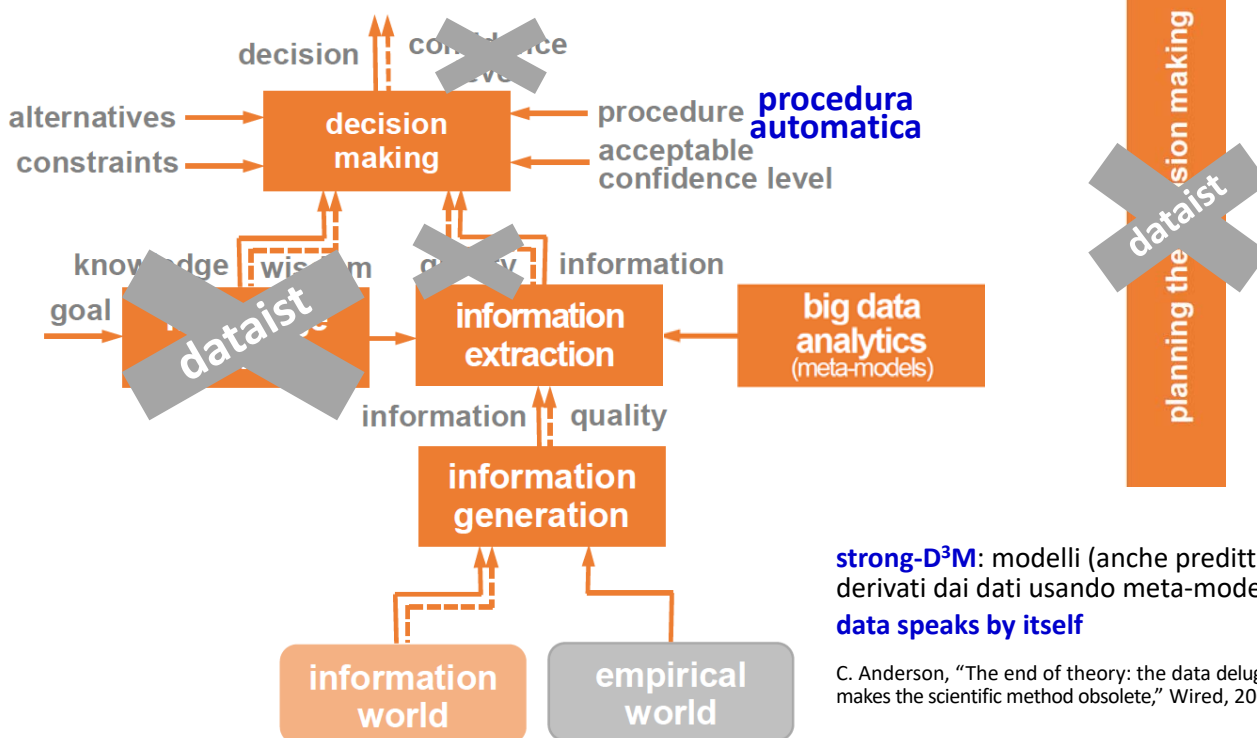 decision
alternatives
constraints
decision
making
procedure
procedura
automatica
acceptable
confidence level
knowledge
goal
dataist
information
information
extraction
big data
analytics
(meta-models)
information
quality
information
generation
information
world
empirical
world
planning the
making
dataist
strong-D³M: modelli (anche preditt
derivati dai dati usando meta-mode
data speaks by itself
C. Anderson, “The end of theory: the data delug
makes the scientific method obsolete,” Wired, 20